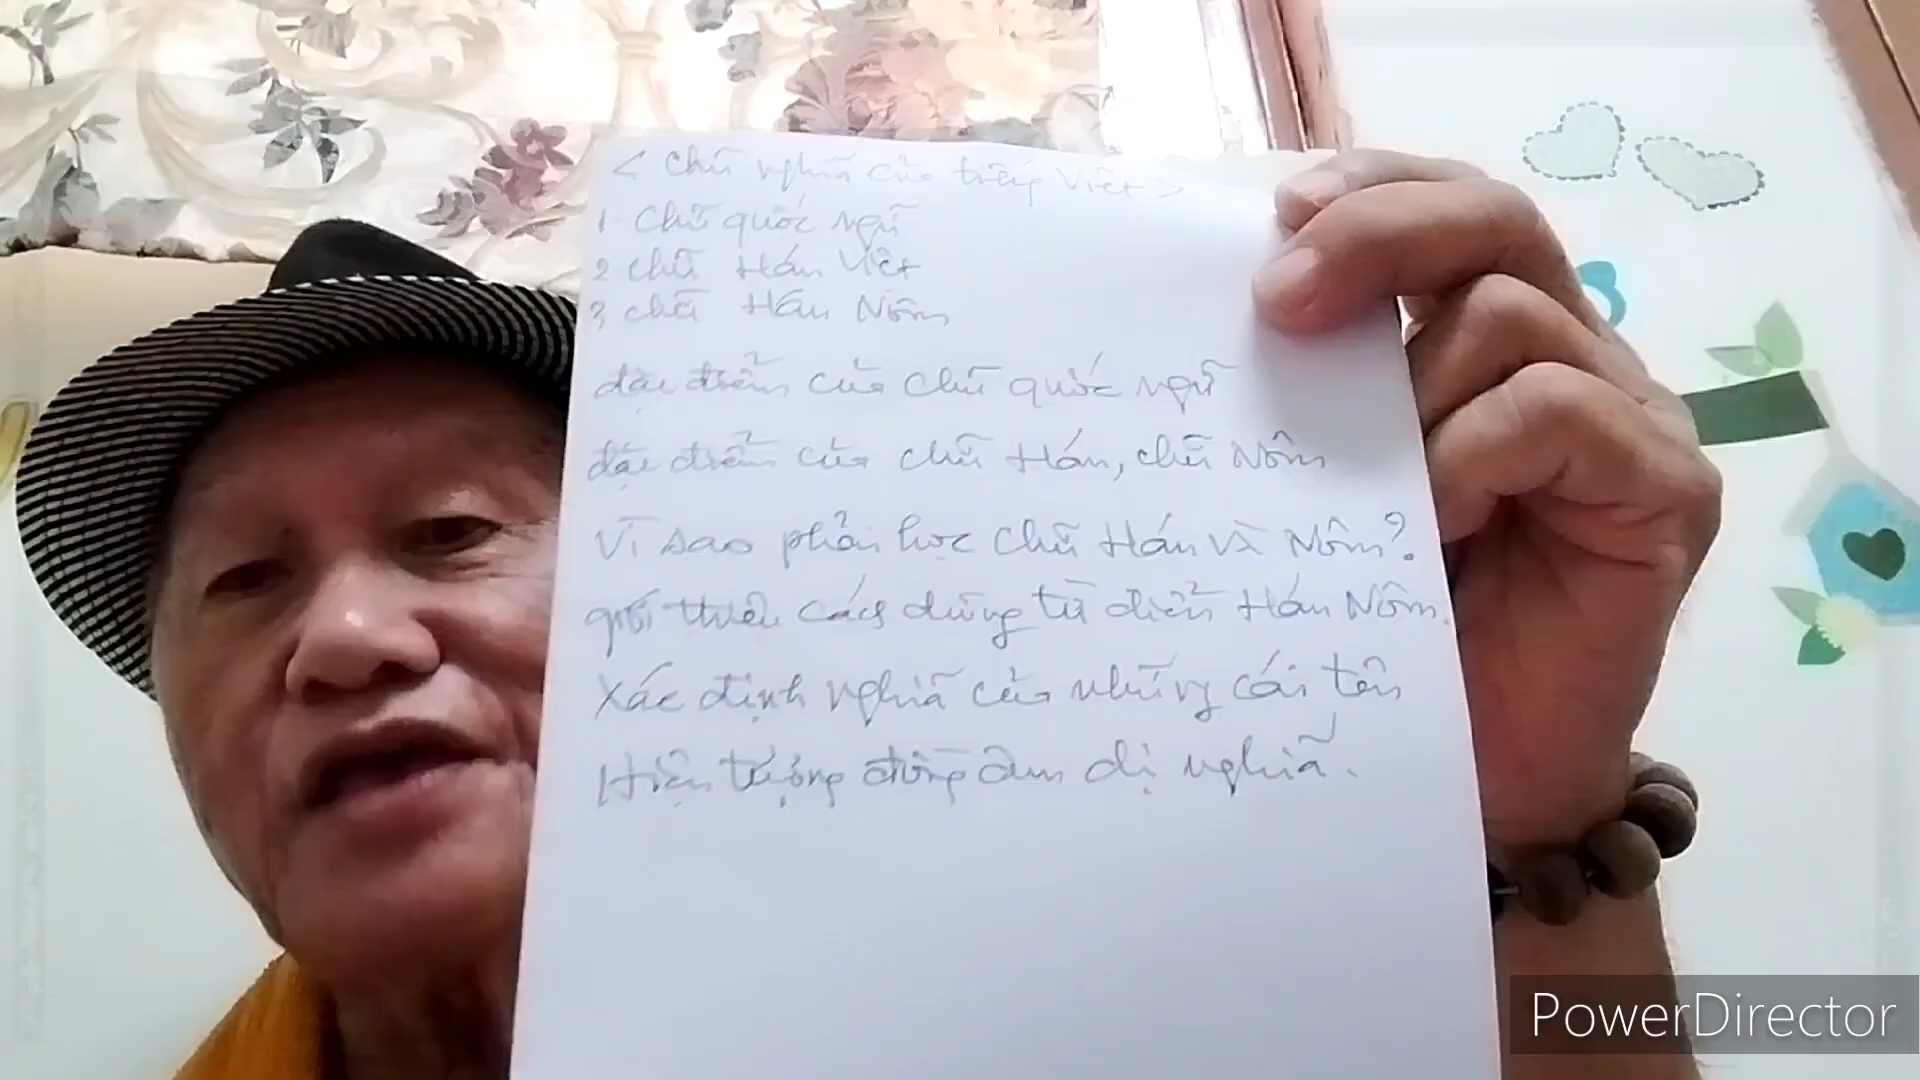 < Chữ nghĩa của tiếng Việt >
1. Chữ quốc ngữ
2 chữ Hán Việt
3, chữ Hán Nôm
đặc điểm của chữ quốc ngữ
đặc điểm của chữ Hán, chữ Nôm
Vì sao phải học chữ Hán và Nôm?
giới thiệu cách dùng từ điển Hán Nôm.
Xác định nghĩa của những cái tên
Hiện tượng đồng âm dị nghĩa.
PowerDirector